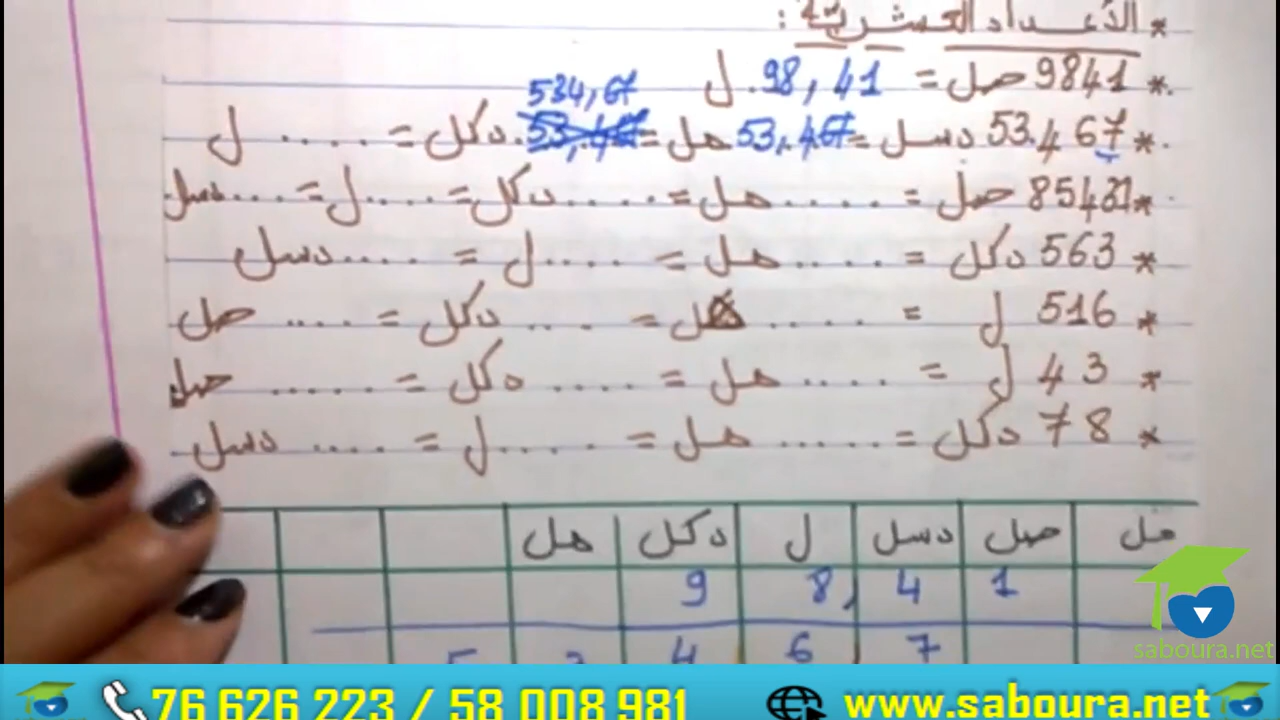 * الأعداد العشرية :
* 9841 صل = 98,41 ل
534,67
* 53.467 دسل = 53,467 هل = 53,467 دكل = ..... ل
* 85421 صل = ..... هل = ..... دكل = ..... ل = ..... دسل
* 563 دكل = ..... هل = ..... ل = ..... دسل
* 516 ل = ..... هل = ..... دكل = ..... صل
* 43 ل = ..... هل = ..... دكل = ..... صل
* 78 دكل = ..... هل = ..... ل = ..... دسل
مل صل دسل ل دكل هل
1 4 8, 9
7 6 4 3 5
saboura.net
76 626 223 / 58 008 981 www.saboura.net